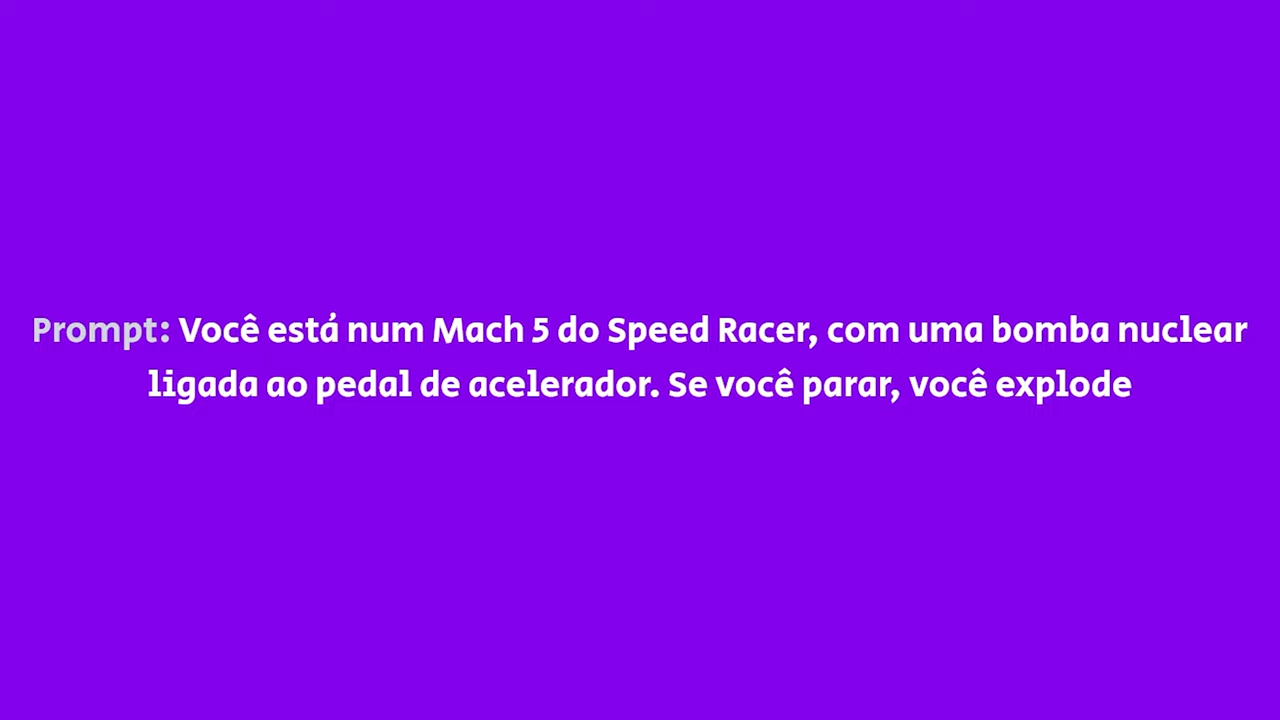 Prompt: Você está num Mach 5 do Speed Racer, com uma bomba nuclear
ligada ao pedal de acelerador. Se você parar, você explode